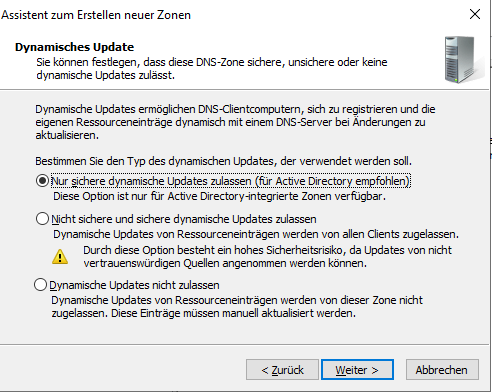 Assistent zum Erstellen neuer Zonen
Dynamisches Update
Sie können festlegen, dass diese DNS-Zone sichere, unsichere oder keine
dynamische Updates zulässt.
Dynamische Updates ermöglichen DNS-Clientcomputern, sich zu registrieren und die
eigenen Ressourceneinträge dynamisch mit einem DNS-Server bei Änderungen zu
aktualisieren.
Bestimmen Sie den Typ des dynamischen Updates, der verwendet werden soll.
Nur sichere dynamische Updates zulassen (für Active Directory empfohlen)
Diese Option ist nur für Active Directory-integrierte Zonen verfügbar.
Nicht sichere und sichere dynamische Updates zulassen
Dynamische Updates von Ressourceneinträgen werden von allen Clients zugelassen.
Durch diese Option besteht ein hohes Sicherheitsrisiko, da Updates von nicht
vertrauenswürdigen Quellen angenommen werden können.
Dynamische Updates nicht zulassen
Dynamische Updates von Ressourceneinträgen werden von dieser Zone nicht
zugelassen. Diese Einträge müssen manuell aktualisiert werden.
< Zurück Weiter > Abbrechen